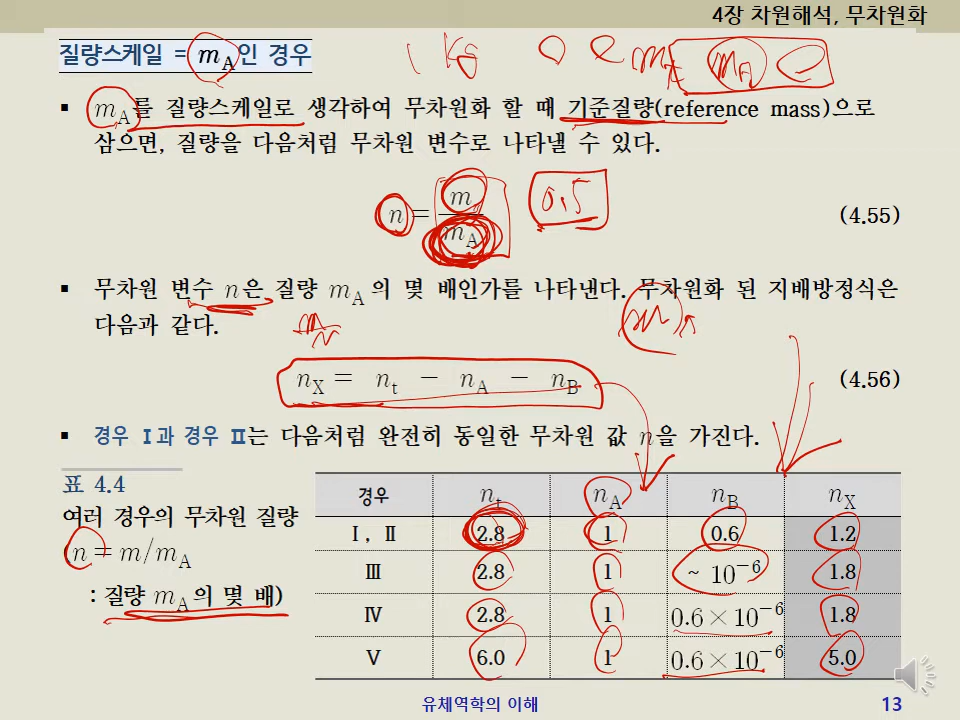 4장 차원해석, 무차원화
질량스케일 = m_A인 경우
1 kg
▪ m_A를 질량스케일로 생각하여 무차원화 할 때 기준질량(reference mass)으로
삼으면, 질량을 다음처럼 무차원 변수로 나타낼 수 있다.
n = m / m_A 0.5 (4.55)
▪ 무차원 변수 n은 질량 m_A의 몇 배인가를 나타낸다. 무차원화 된 지배방정식은
다음과 같다.
n_X = n_t − n_A − n_B (4.56)
▪ 경우 Ⅰ과 경우 Ⅱ는 다음처럼 완전히 동일한 무차원 값 n을 가진다.
표 4.4
여러 경우의 무차원 질량
(n = m/m_A
: 질량 m_A의 몇 배)
경우 n_t n_A n_B n_X
Ⅰ, Ⅱ 2.8 1 0.6 1.2
Ⅲ 2.8 1 ~ 10⁻⁶ 1.8
Ⅳ 2.8 1 0.6×10⁻⁶ 1.8
Ⅴ 6.0 1 0.6×10⁻⁶ 5.0
유체역학의 이해 13